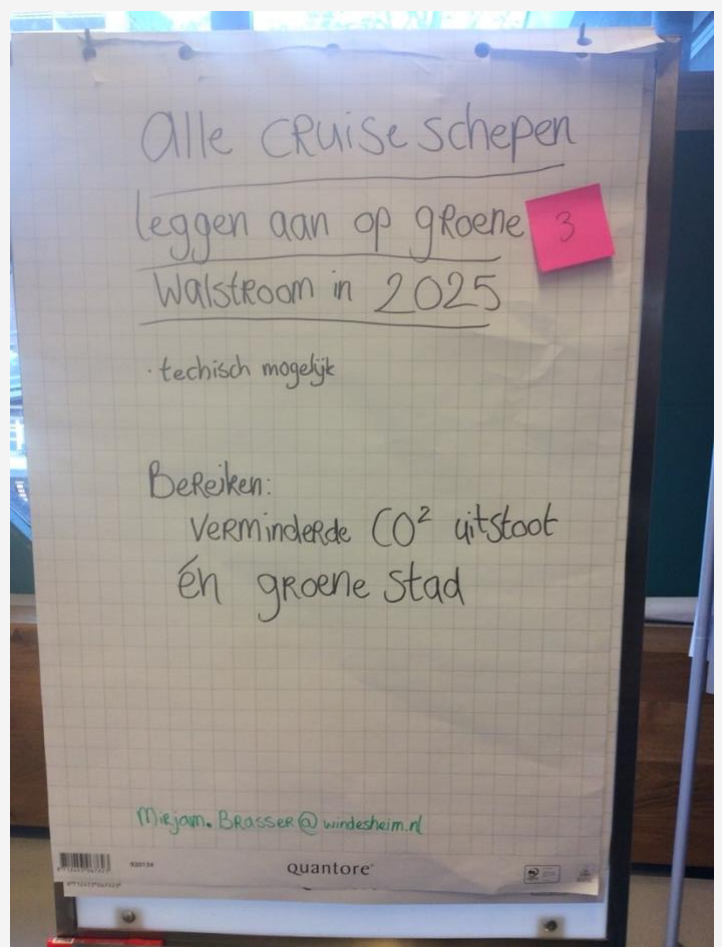 alle CRuise schepen
leggen aan op gRoene
3
walstRoom in 2025
· techisch mogelijk
BeReiken:
veRmindeRde CO² uitstoot
én gRoene stad
Mirjam.BRasseR@windesheim.nl
quantore